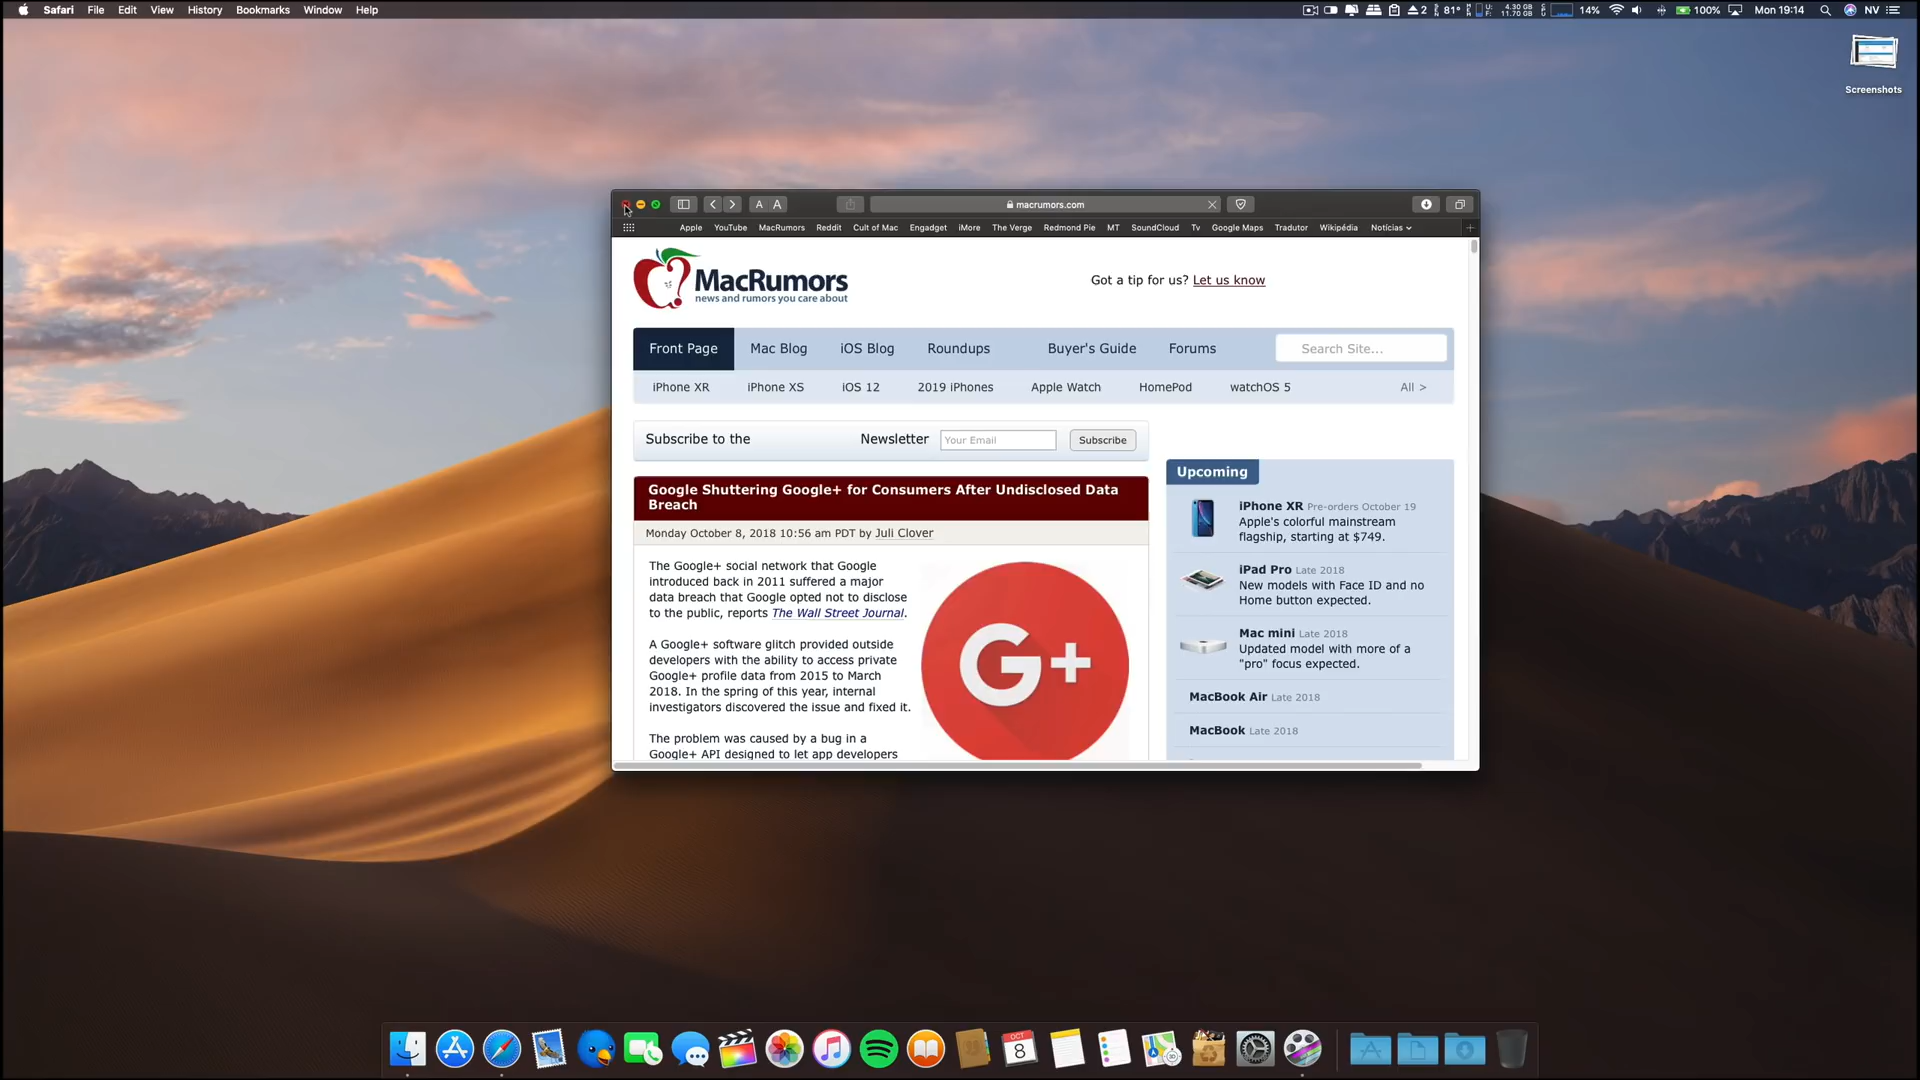 Safari File Edit View History Bookmarks Window Help
2 81° U: 4.30 GB F: 11.70 GB 14% 100% Mon 19:14 NV
Screenshots
A A macrumors.com
Apple YouTube MacRumors Reddit Cult of Mac Engadget iMore The Verge Redmond Pie MT SoundCloud Tv Google Maps Tradutor Wikipédia Notícias
MacRumors
news and rumors you care about
Got a tip for us? Let us know
Front Page Mac Blog iOS Blog Roundups Buyer's Guide Forums Search Site...
iPhone XR iPhone XS iOS 12 2019 iPhones Apple Watch HomePod watchOS 5 All >
Subscribe to the Newsletter Your Email Subscribe
Google Shuttering Google+ for Consumers After Undisclosed Data
Breach
Monday October 8, 2018 10:56 am PDT by Juli Clover
The Google+ social network that Google
introduced back in 2011 suffered a major
data breach that Google opted not to disclose
to the public, reports The Wall Street Journal.
A Google+ software glitch provided outside
developers with the ability to access private
Google+ profile data from 2015 to March
2018. In the spring of this year, internal
investigators discovered the issue and fixed it.
The problem was caused by a bug in a
Google+ API designed to let app developers
G+
Upcoming
iPhone XR Pre-orders October 19
Apple's colorful mainstream
flagship, starting at $749.
iPad Pro Late 2018
New models with Face ID and no
Home button expected.
Mac mini Late 2018
Updated model with more of a
"pro" focus expected.
MacBook Air Late 2018
MacBook Late 2018
OCT
8